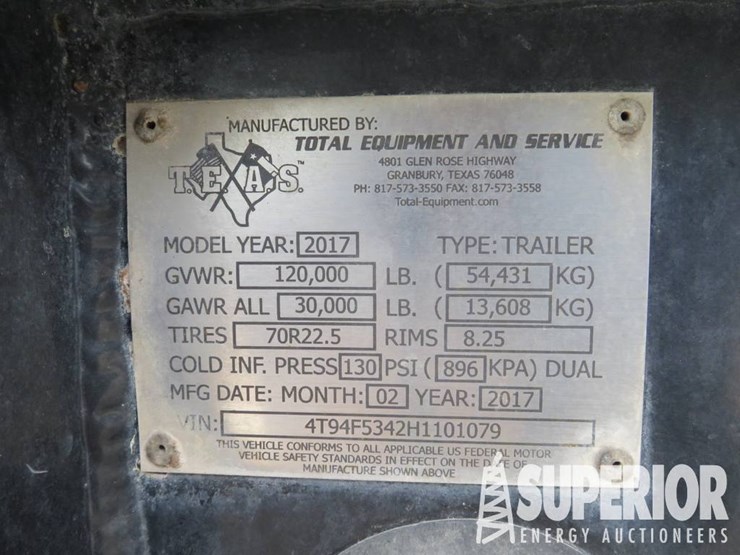 MANUFACTURED BY:
TOTAL EQUIPMENT AND SERVICE
4801 GLEN ROSE HIGHWAY
GRANBURY, TEXAS 76048
PH: 817-573-3550 FAX: 817-573-3558
Total-Equipment.com
T.E.X.A.S.™
MODEL YEAR: 2017 TYPE: TRAILER
GVWR: 120,000 LB. ( 54,431 KG)
GAWR ALL 30,000 LB. ( 13,608 KG)
TIRES 70R22.5 RIMS 8.25
COLD INF. PRESS 130 PSI ( 896 KPA) DUAL
MFG DATE: MONTH: 02 YEAR: 2017
VIN: 4T94F5342H1101079
THIS VEHICLE CONFORMS TO ALL APPLICABLE US FEDERAL MOTOR
VEHICLE SAFETY STANDARDS IN EFFECT ON THE DATE OF
MANUFACTURE SHOWN ABOVE
SUPERIOR
ENERGY AUCTIONEERS